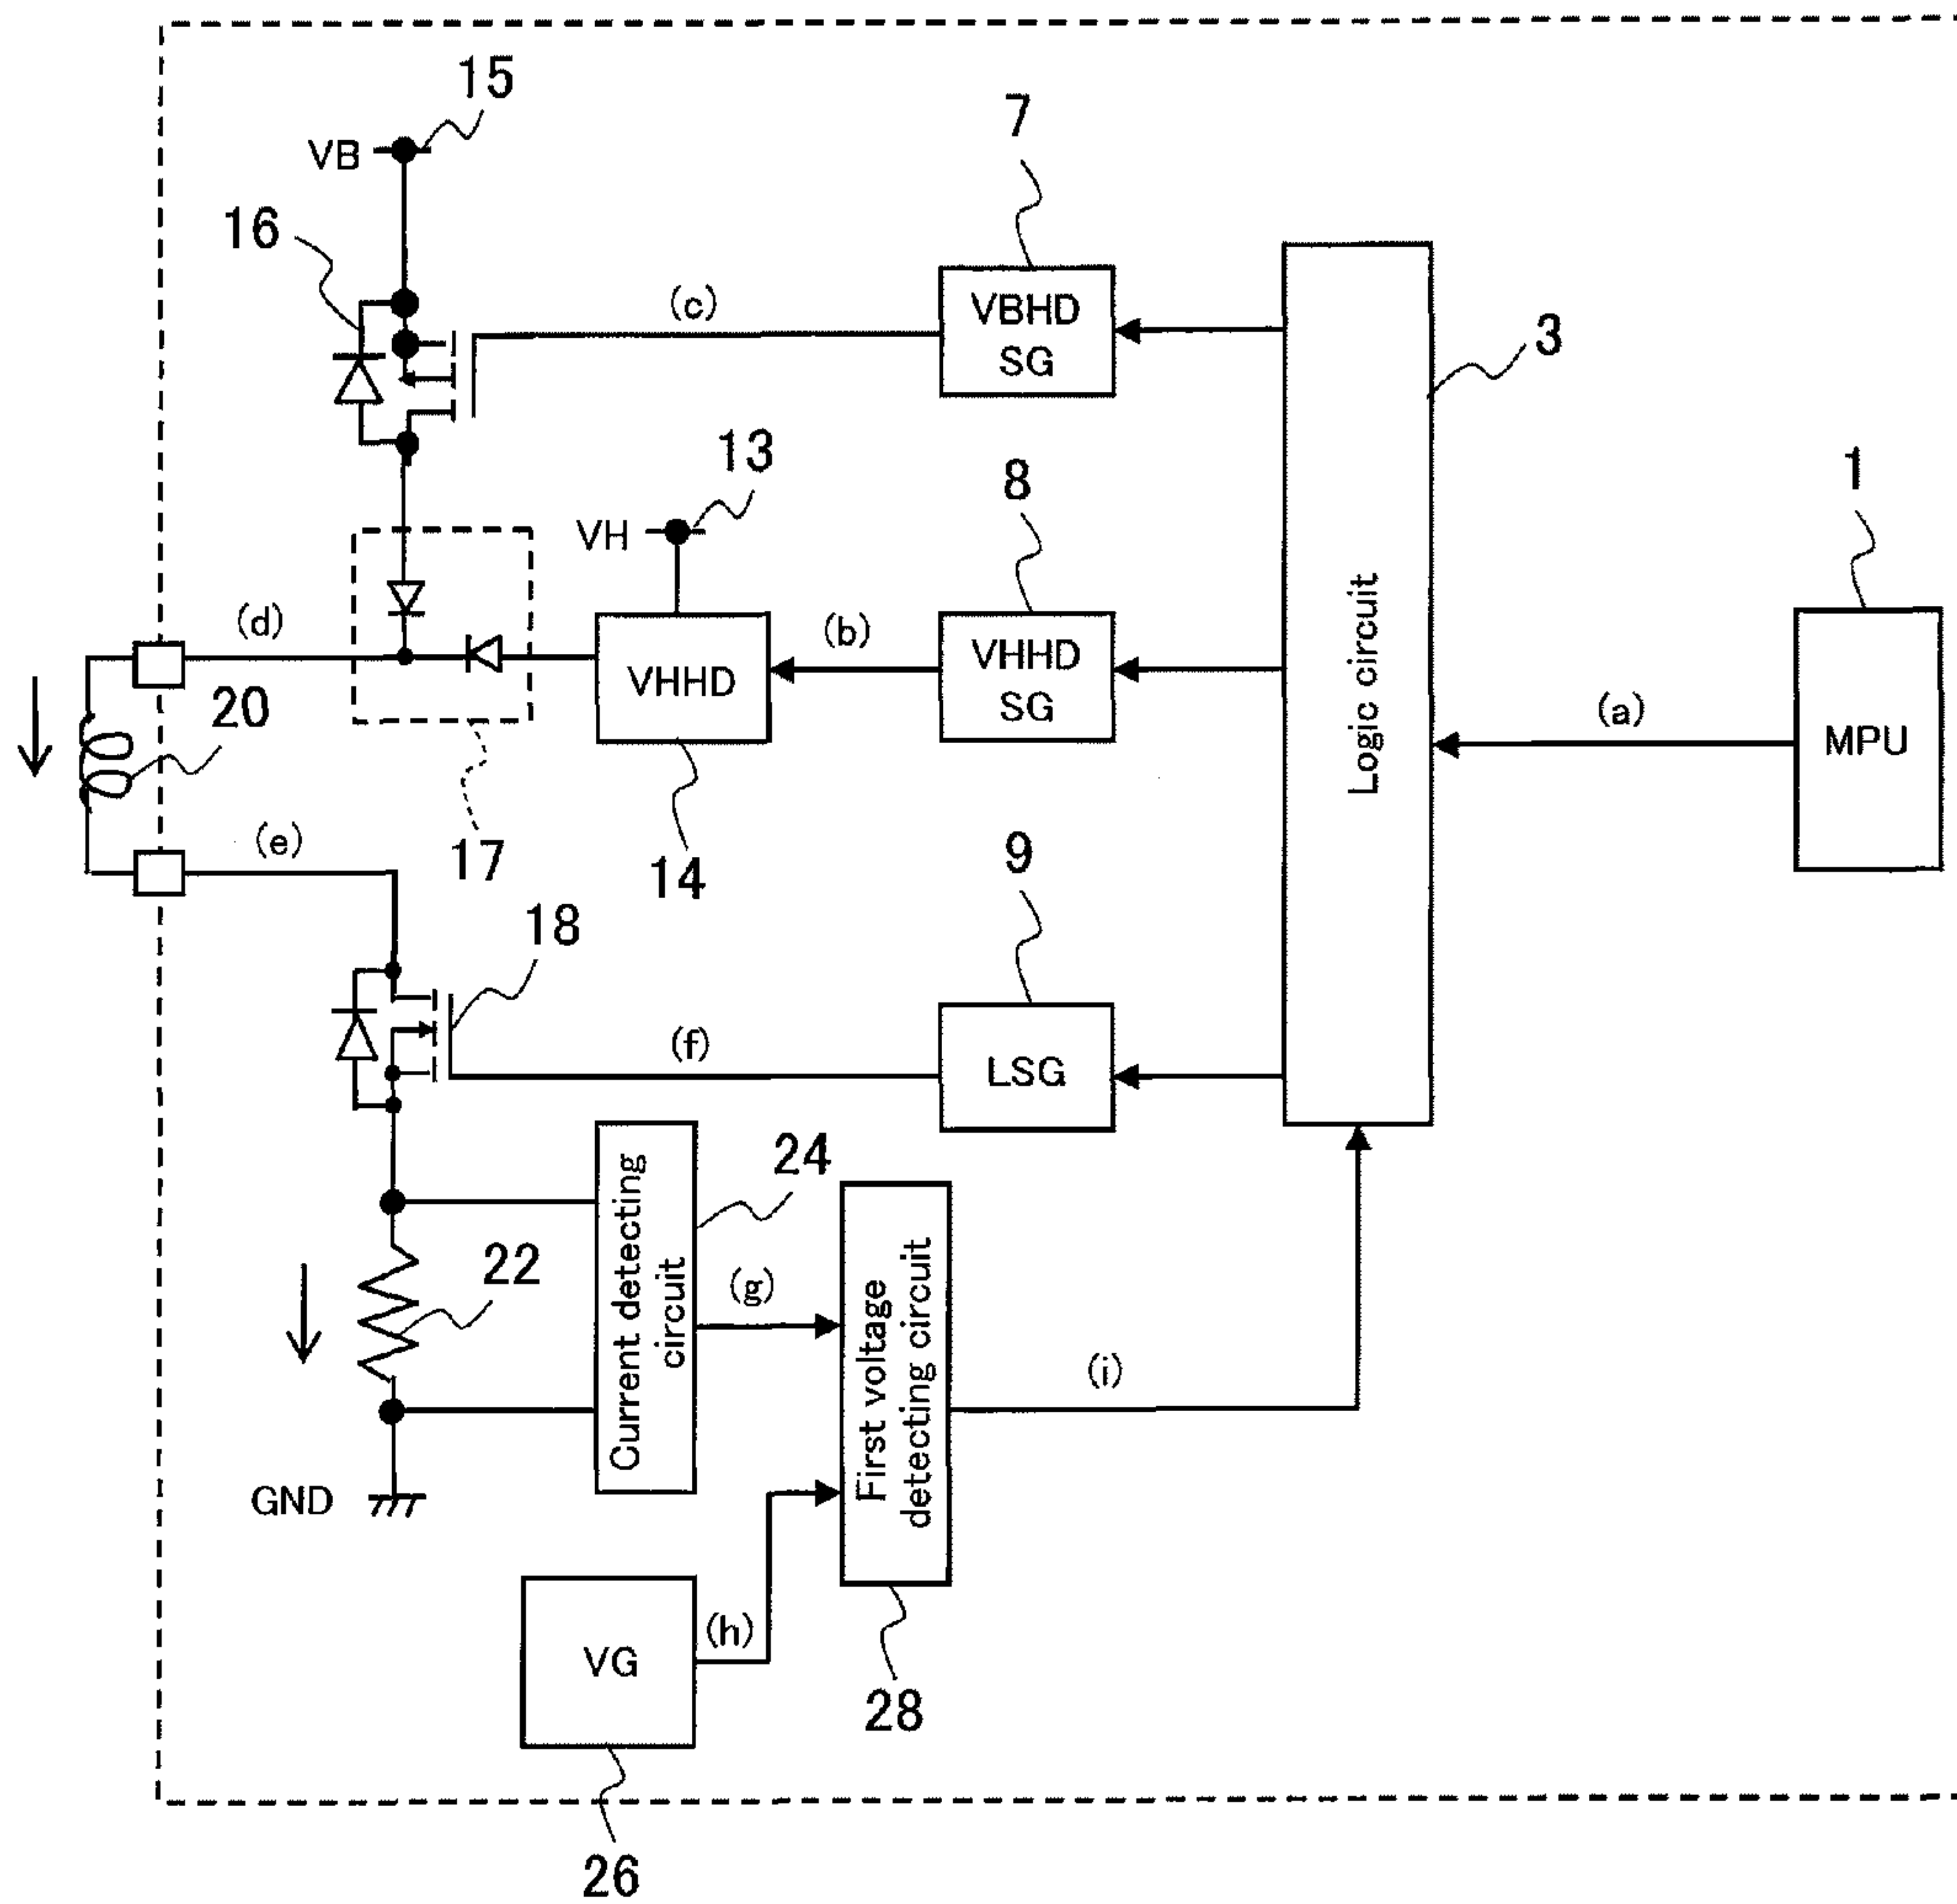 15
VB
7
16
(c)
VBHD
SG
3
13
VH
8
1
(d)
(b)
VHHD
VHHD
SG
Logic circuit
(a)
MPU
20
(e)
17
14
9
18
(f)
LSG
24
Current detecting
circuit
22
(g)
First voltage
detecting circuit
(i)
GND
VG
(h)
28
26